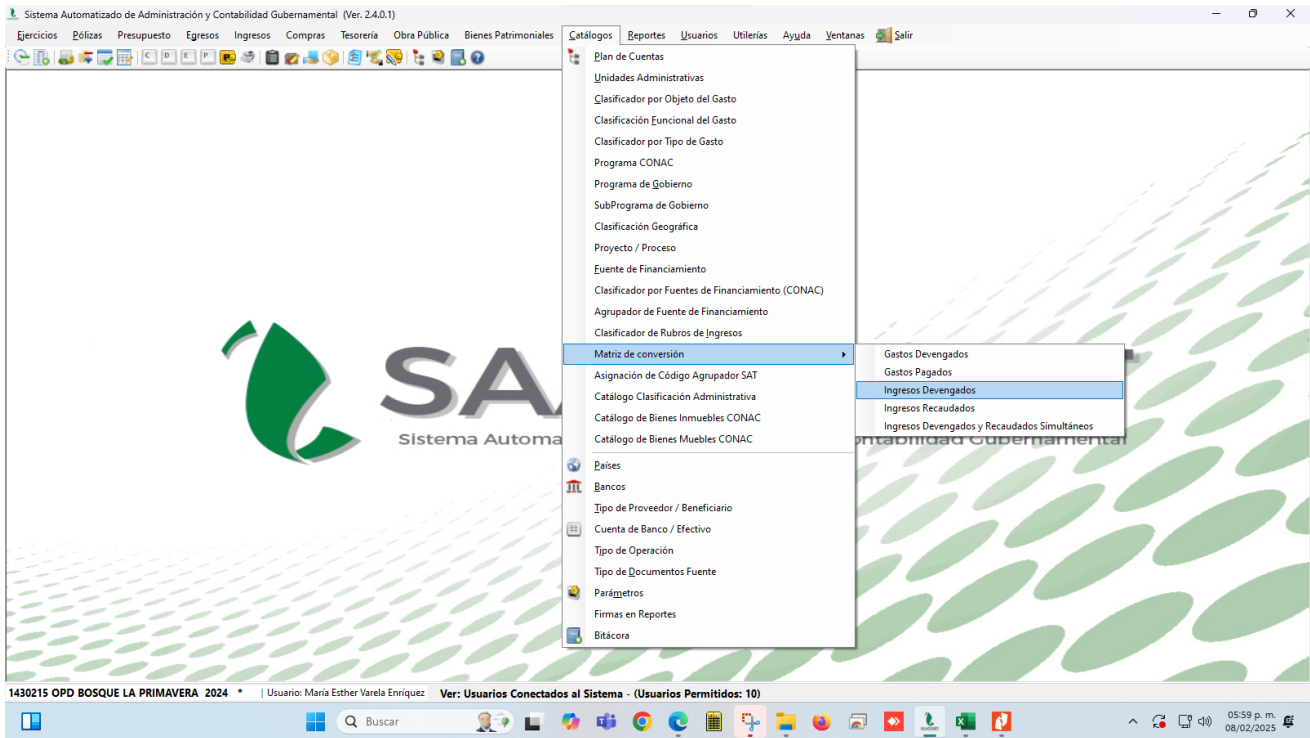 Sistema Automatizado de Administración y Contabilidad Gubernamental (Ver. 2.4.0.1)
Ejercicios Pólizas Presupuesto Egresos Ingresos Compras Tesorería Obra Pública Bienes Patrimoniales Catálogos Reportes Usuarios Utilerías Ayuda Ventanas Salir
C D E P P
Plan de Cuentas
Unidades Administrativas
Clasificador por Objeto del Gasto
Clasificación Funcional del Gasto
Clasificador por Tipo de Gasto
Programa CONAC
Programa de Gobierno
SubPrograma de Gobierno
Clasificación Geográfica
Proyecto / Proceso
Fuente de Financiamiento
Clasificador por Fuentes de Financiamiento (CONAC)
Agrupador de Fuente de Financiamiento
Clasificador de Rubros de Ingresos
Matriz de conversión
Asignación de Código Agrupador SAT
Catálogo Clasificación Administrativa
Catálogo de Bienes Inmuebles CONAC
Catálogo de Bienes Muebles CONAC
Países
Bancos
Tipo de Proveedor / Beneficiario
Cuenta de Banco / Efectivo
Tipo de Operación
Tipo de Documentos Fuente
Parámetros
Firmas en Reportes
Bitácora
Gastos Devengados
Gastos Pagados
Ingresos Devengados
Ingresos Recaudados
Ingresos Devengados y Recaudados Simultáneos
SA
Sistema Automa ontabilidad Gubernamental
1430215 OPD BOSQUE LA PRIMAVERA 2024 * | Usuario: María Esther Varela Enríquez Ver: Usuarios Conectados al Sistema - (Usuarios Permitidos: 10)
Buscar
05:59 p. m.
08/02/2025